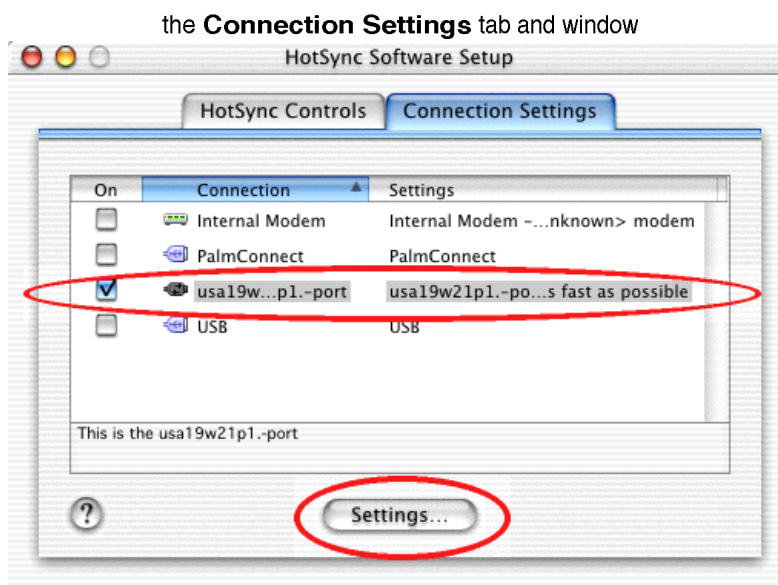 the Connection Settings tab and window
HotSync Software Setup
HotSync Controls Connection Settings
On Connection Settings
Internal Modem Internal Modem -...nknown> modem
PalmConnect PalmConnect
usa19w...p1.-port usa19w21p1.-po...s fast as possible
USB USB
This is the usa19w21p1.-port
? Settings...